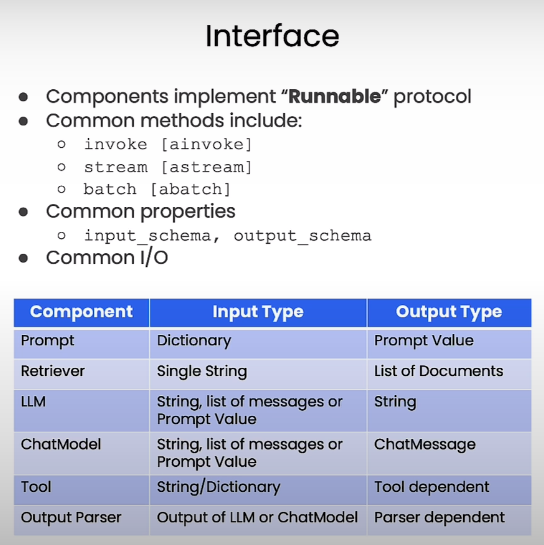 Interface
● Components implement “Runnable” protocol
● Common methods include:
○ invoke [ainvoke]
○ stream [astream]
○ batch [abatch]
● Common properties
○ input_schema, output_schema
● Common I/O
Component Input Type Output Type
Prompt Dictionary Prompt Value
Retriever Single String List of Documents
LLM String, list of messages or Prompt Value String
ChatModel String, list of messages or Prompt Value ChatMessage
Tool String/Dictionary Tool dependent
Output Parser Output of LLM or ChatModel Parser dependent